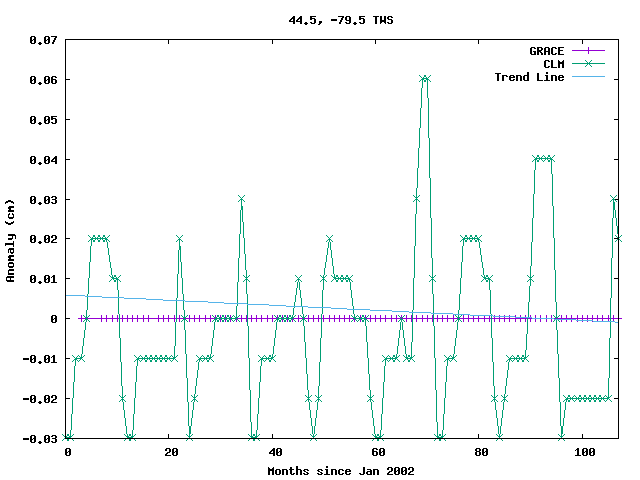 44.5, -79.5 TWS
0.07
0.06
0.05
0.04
0.03
0.02
0.01
0
-0.01
-0.02
-0.03
Anomaly (cm)
GRACE
CLM
Trend Line
0 20 40 60 80 100
Months since Jan 2002